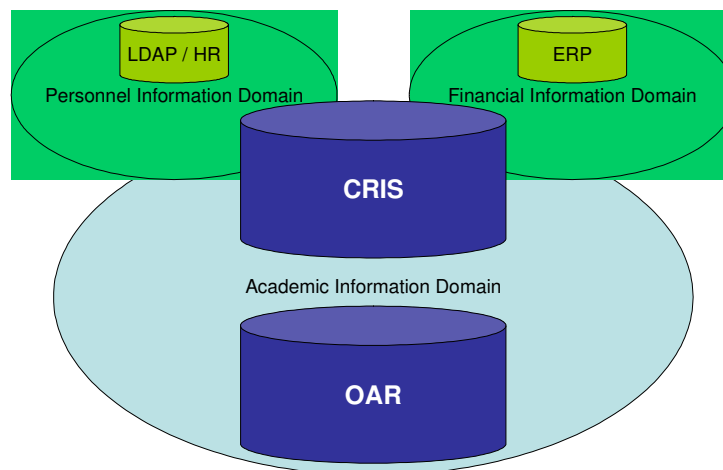 LDAP / HR
ERP
Personnel Information Domain
Financial Information Domain
CRIS
Academic Information Domain
OAR